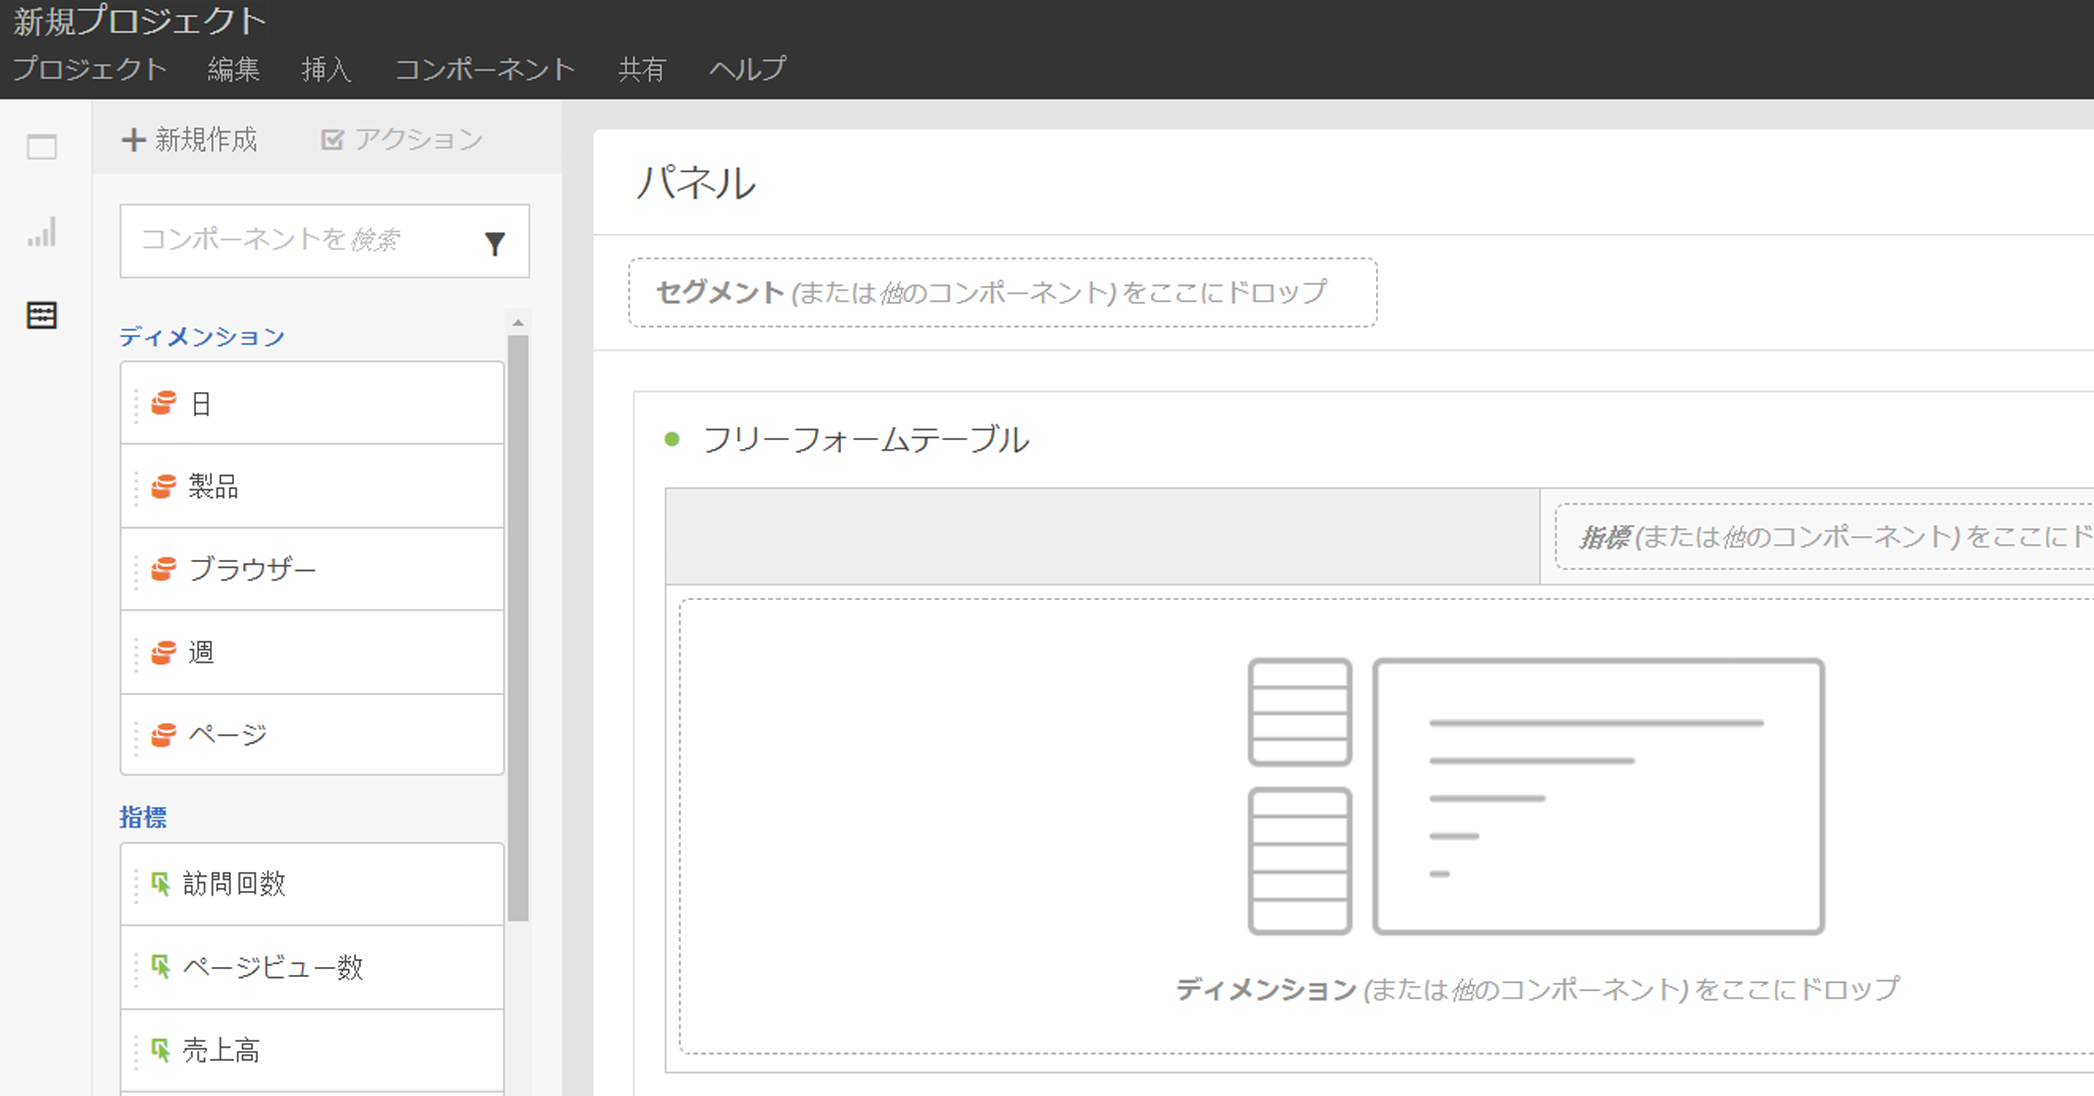 新規プロジェクト
プロジェクト 編集 挿入 コンポーネント 共有 ヘルプ
新規作成 アクション
コンポーネントを検索
ディメンション
日
製品
ブラウザー
週
ページ
指標
訪問回数
ページビュー数
売上高
パネル
セグメント (または他のコンポーネント) をここにドロップ
フリーフォームテーブル
指標 (または他のコンポーネント) をここにド
ディメンション (または他のコンポーネント) をここにドロップ